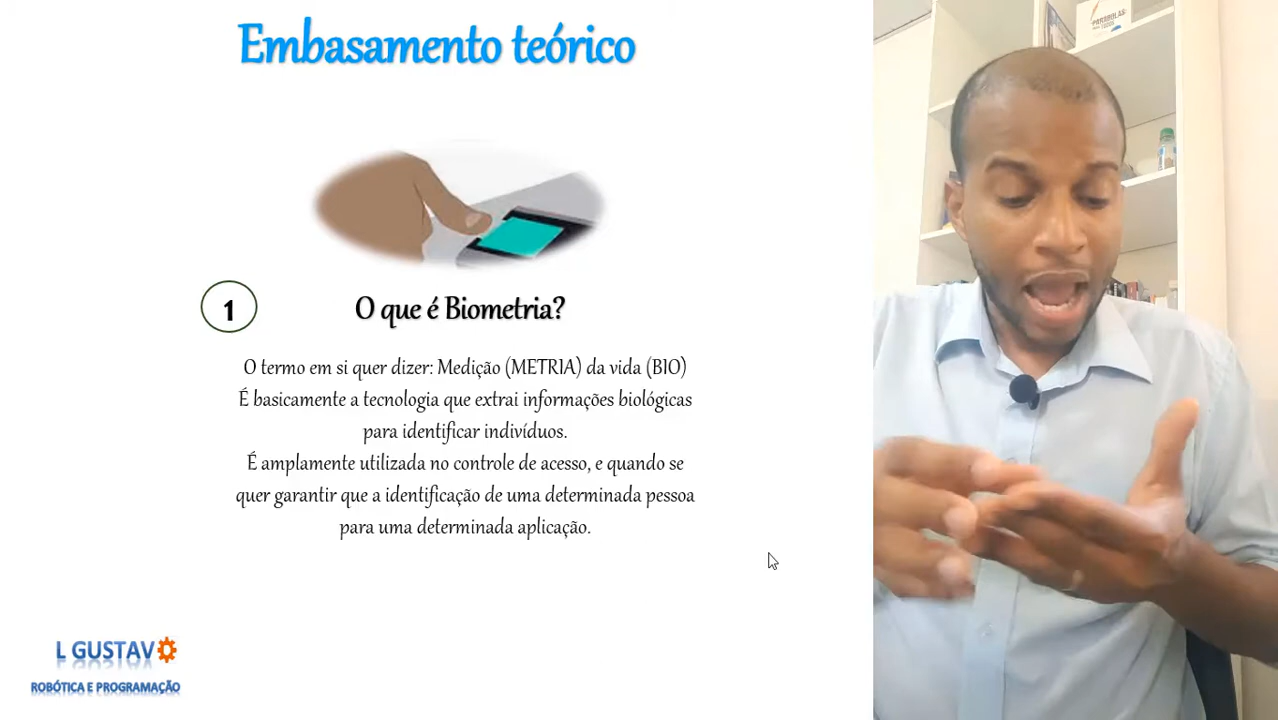 Embasamento teórico
1
O que é Biometria?
O termo em si quer dizer: Medição (METRIA) da vida (BIO)
É basicamente a tecnologia que extrai informações biológicas
para identificar indivíduos.
É amplamente utilizada no controle de acesso, e quando se
quer garantir que a identificação de uma determinada pessoa
para uma determinada aplicação.
L GUSTAVO
ROBÓTICA E PROGRAMAÇÃO
PARÁBOLAS